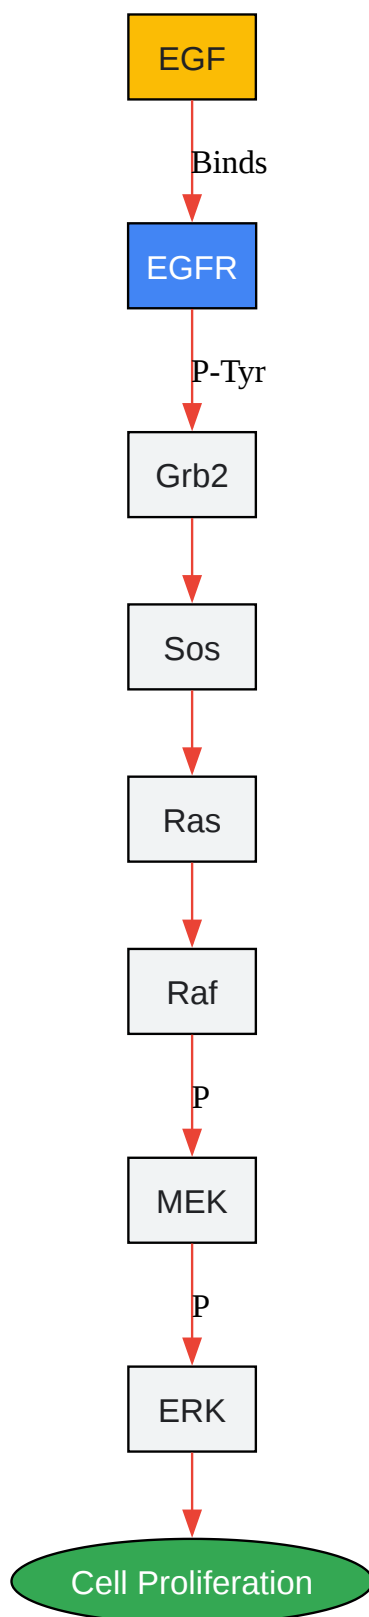 EGF
Binds
EGFR
P-Tyr
Grb2
Sos
Ras
Raf
P
MEK
P
ERK
Cell Proliferation